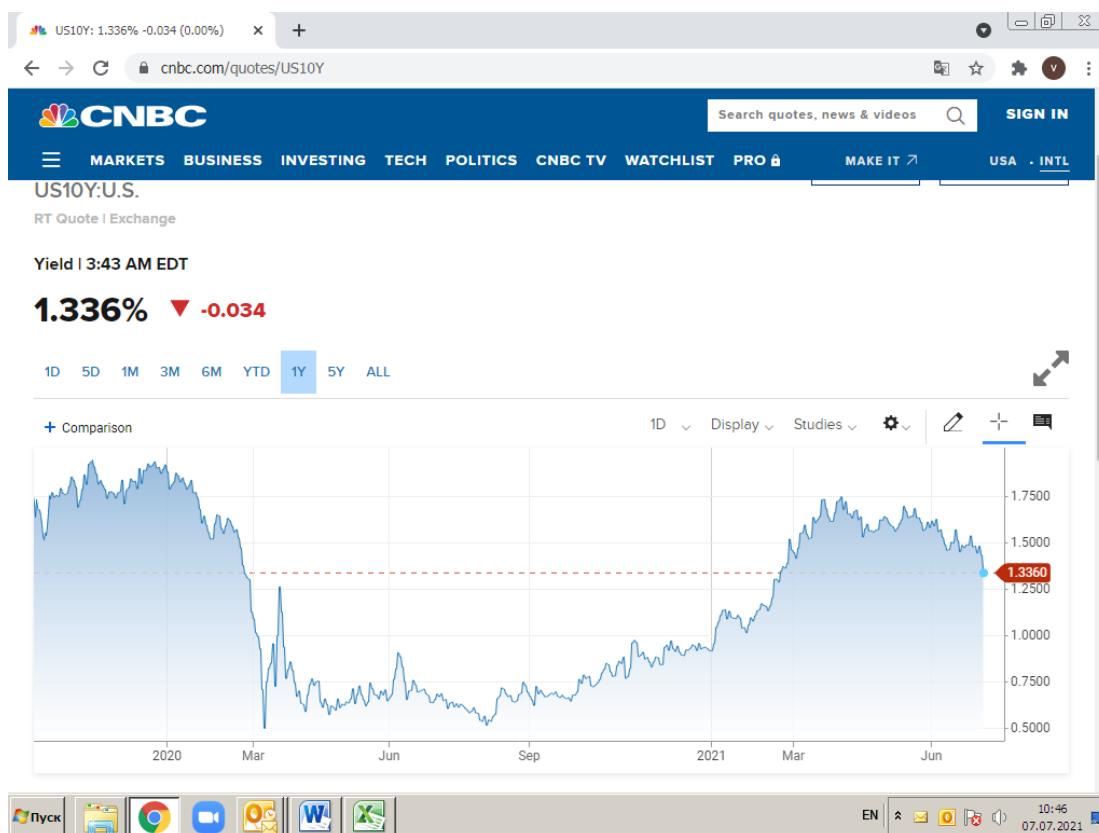 US10Y: 1.336% -0.034 (0.00%)
cnbc.com/quotes/US10Y
V
CNBC
Search quotes, news & videos
SIGN IN
MARKETS BUSINESS INVESTING TECH POLITICS CNBC TV WATCHLIST PRO MAKE IT USA • INTL
US10Y:U.S.
RT Quote | Exchange
Yield | 3:43 AM EDT
1.336% ▼ -0.034
1D 5D 1M 3M 6M YTD 1Y 5Y ALL
+ Comparison 1D Display Studies
1.7500
1.5000
1.3360
1.2500
1.0000
0.7500
0.5000
2020 Mar Jun Sep 2021 Mar Jun
Пуск
EN
10:46
07.07.2021